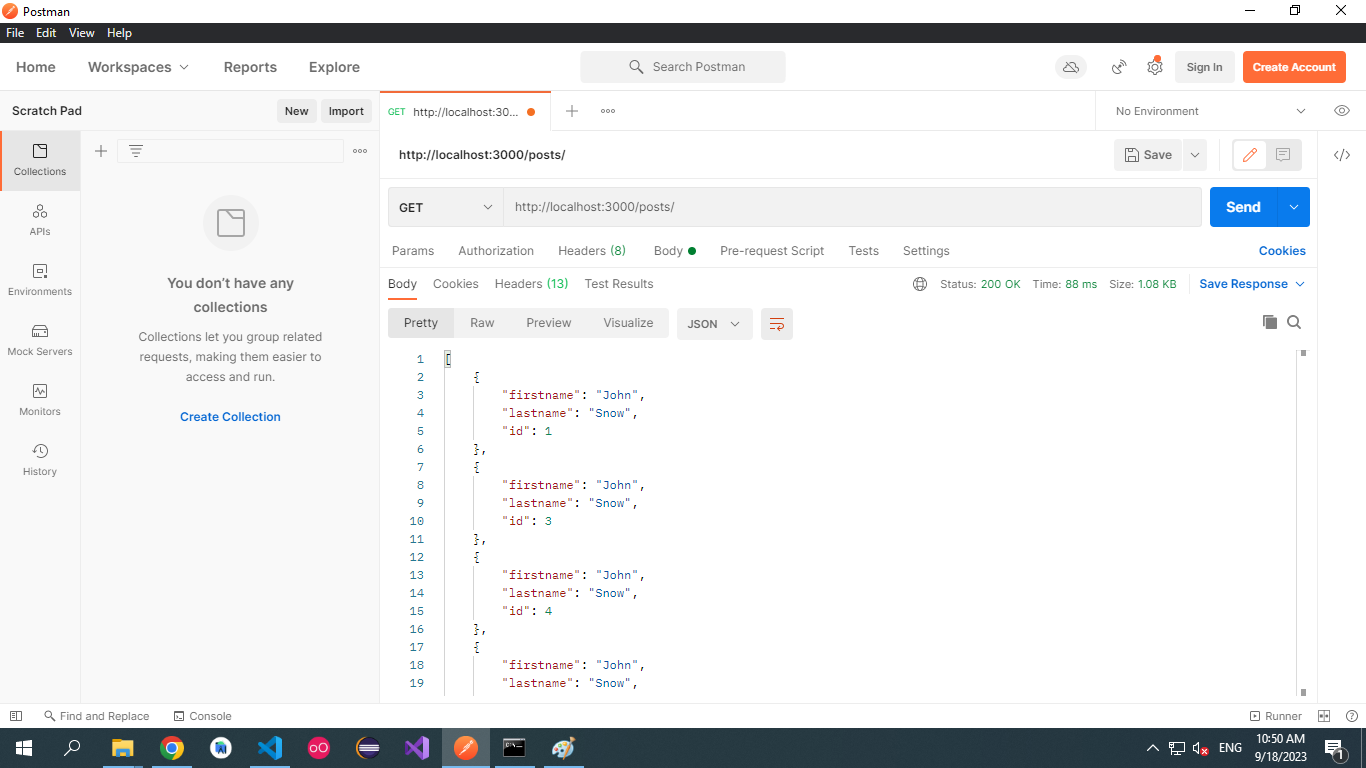 Postman
File Edit View Help
Home Workspaces Reports Explore Search Postman Sign In Create Account
Scratch Pad New Import GET http://localhost:30... No Environment
http://localhost:3000/posts/ Save
Collections
APIs
Environments
Mock Servers
Monitors
History
You don’t have any
collections
Collections let you group related
requests, making them easier to
access and run.
Create Collection
GET http://localhost:3000/posts/ Send
Params Authorization Headers (8) Body Pre-request Script Tests Settings Cookies
Body Cookies Headers (13) Test Results Status: 200 OK Time: 88 ms Size: 1.08 KB Save Response
Pretty Raw Preview Visualize JSON
1 [
2 {
3 "firstname": "John",
4 "lastname": "Snow",
5 "id": 1
6 },
7 {
8 "firstname": "John",
9 "lastname": "Snow",
10 "id": 3
11 },
12 {
13 "firstname": "John",
14 "lastname": "Snow",
15 "id": 4
16 },
17 {
18 "firstname": "John",
19 "lastname": "Snow",
Find and Replace Console Runner
ENG 10:50 AM
9/18/2023 1